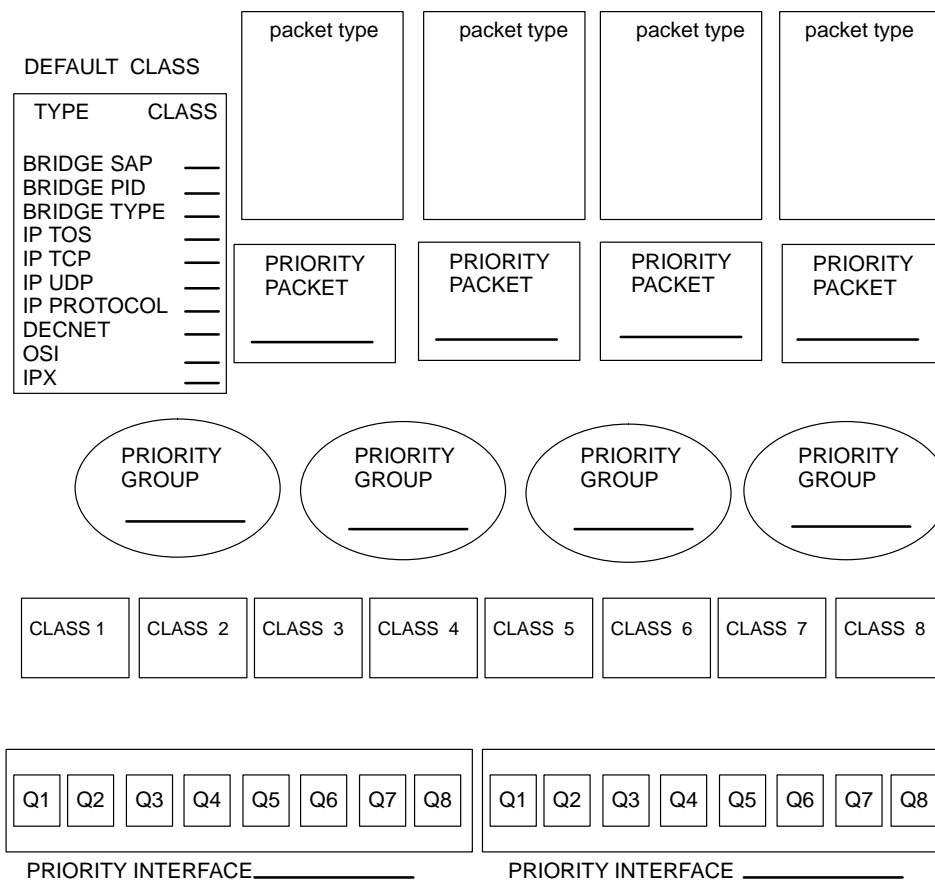 packet type packet type packet type packet type
DEFAULT CLASS
TYPE CLASS
BRIDGE SAP
BRIDGE PID
BRIDGE TYPE
IP TOS
IP TCP
IP UDP
IP PROTOCOL
DECNET
OSI
IPX
PRIORITY
PACKET
PRIORITY
PACKET
PRIORITY
PACKET
PRIORITY
PACKET
PRIORITY
GROUP
PRIORITY
GROUP
PRIORITY
GROUP
PRIORITY
GROUP
CLASS 1 CLASS 2 CLASS 3 CLASS 4 CLASS 5 CLASS 6 CLASS 7 CLASS 8
Q1 Q2 Q3 Q4 Q5 Q6 Q7 Q8 Q1 Q2 Q3 Q4 Q5 Q6 Q7 Q8
PRIORITY INTERFACE PRIORITY INTERFACE